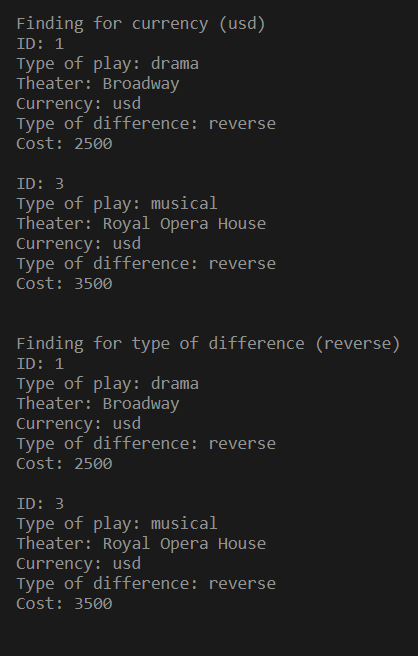 Finding for currency (usd)
ID: 1
Type of play: drama
Theater: Broadway
Currency: usd
Type of difference: reverse
Cost: 2500
ID: 3
Type of play: musical
Theater: Royal Opera House
Currency: usd
Type of difference: reverse
Cost: 3500
Finding for type of difference (reverse)
ID: 1
Type of play: drama
Theater: Broadway
Currency: usd
Type of difference: reverse
Cost: 2500
ID: 3
Type of play: musical
Theater: Royal Opera House
Currency: usd
Type of difference: reverse
Cost: 3500